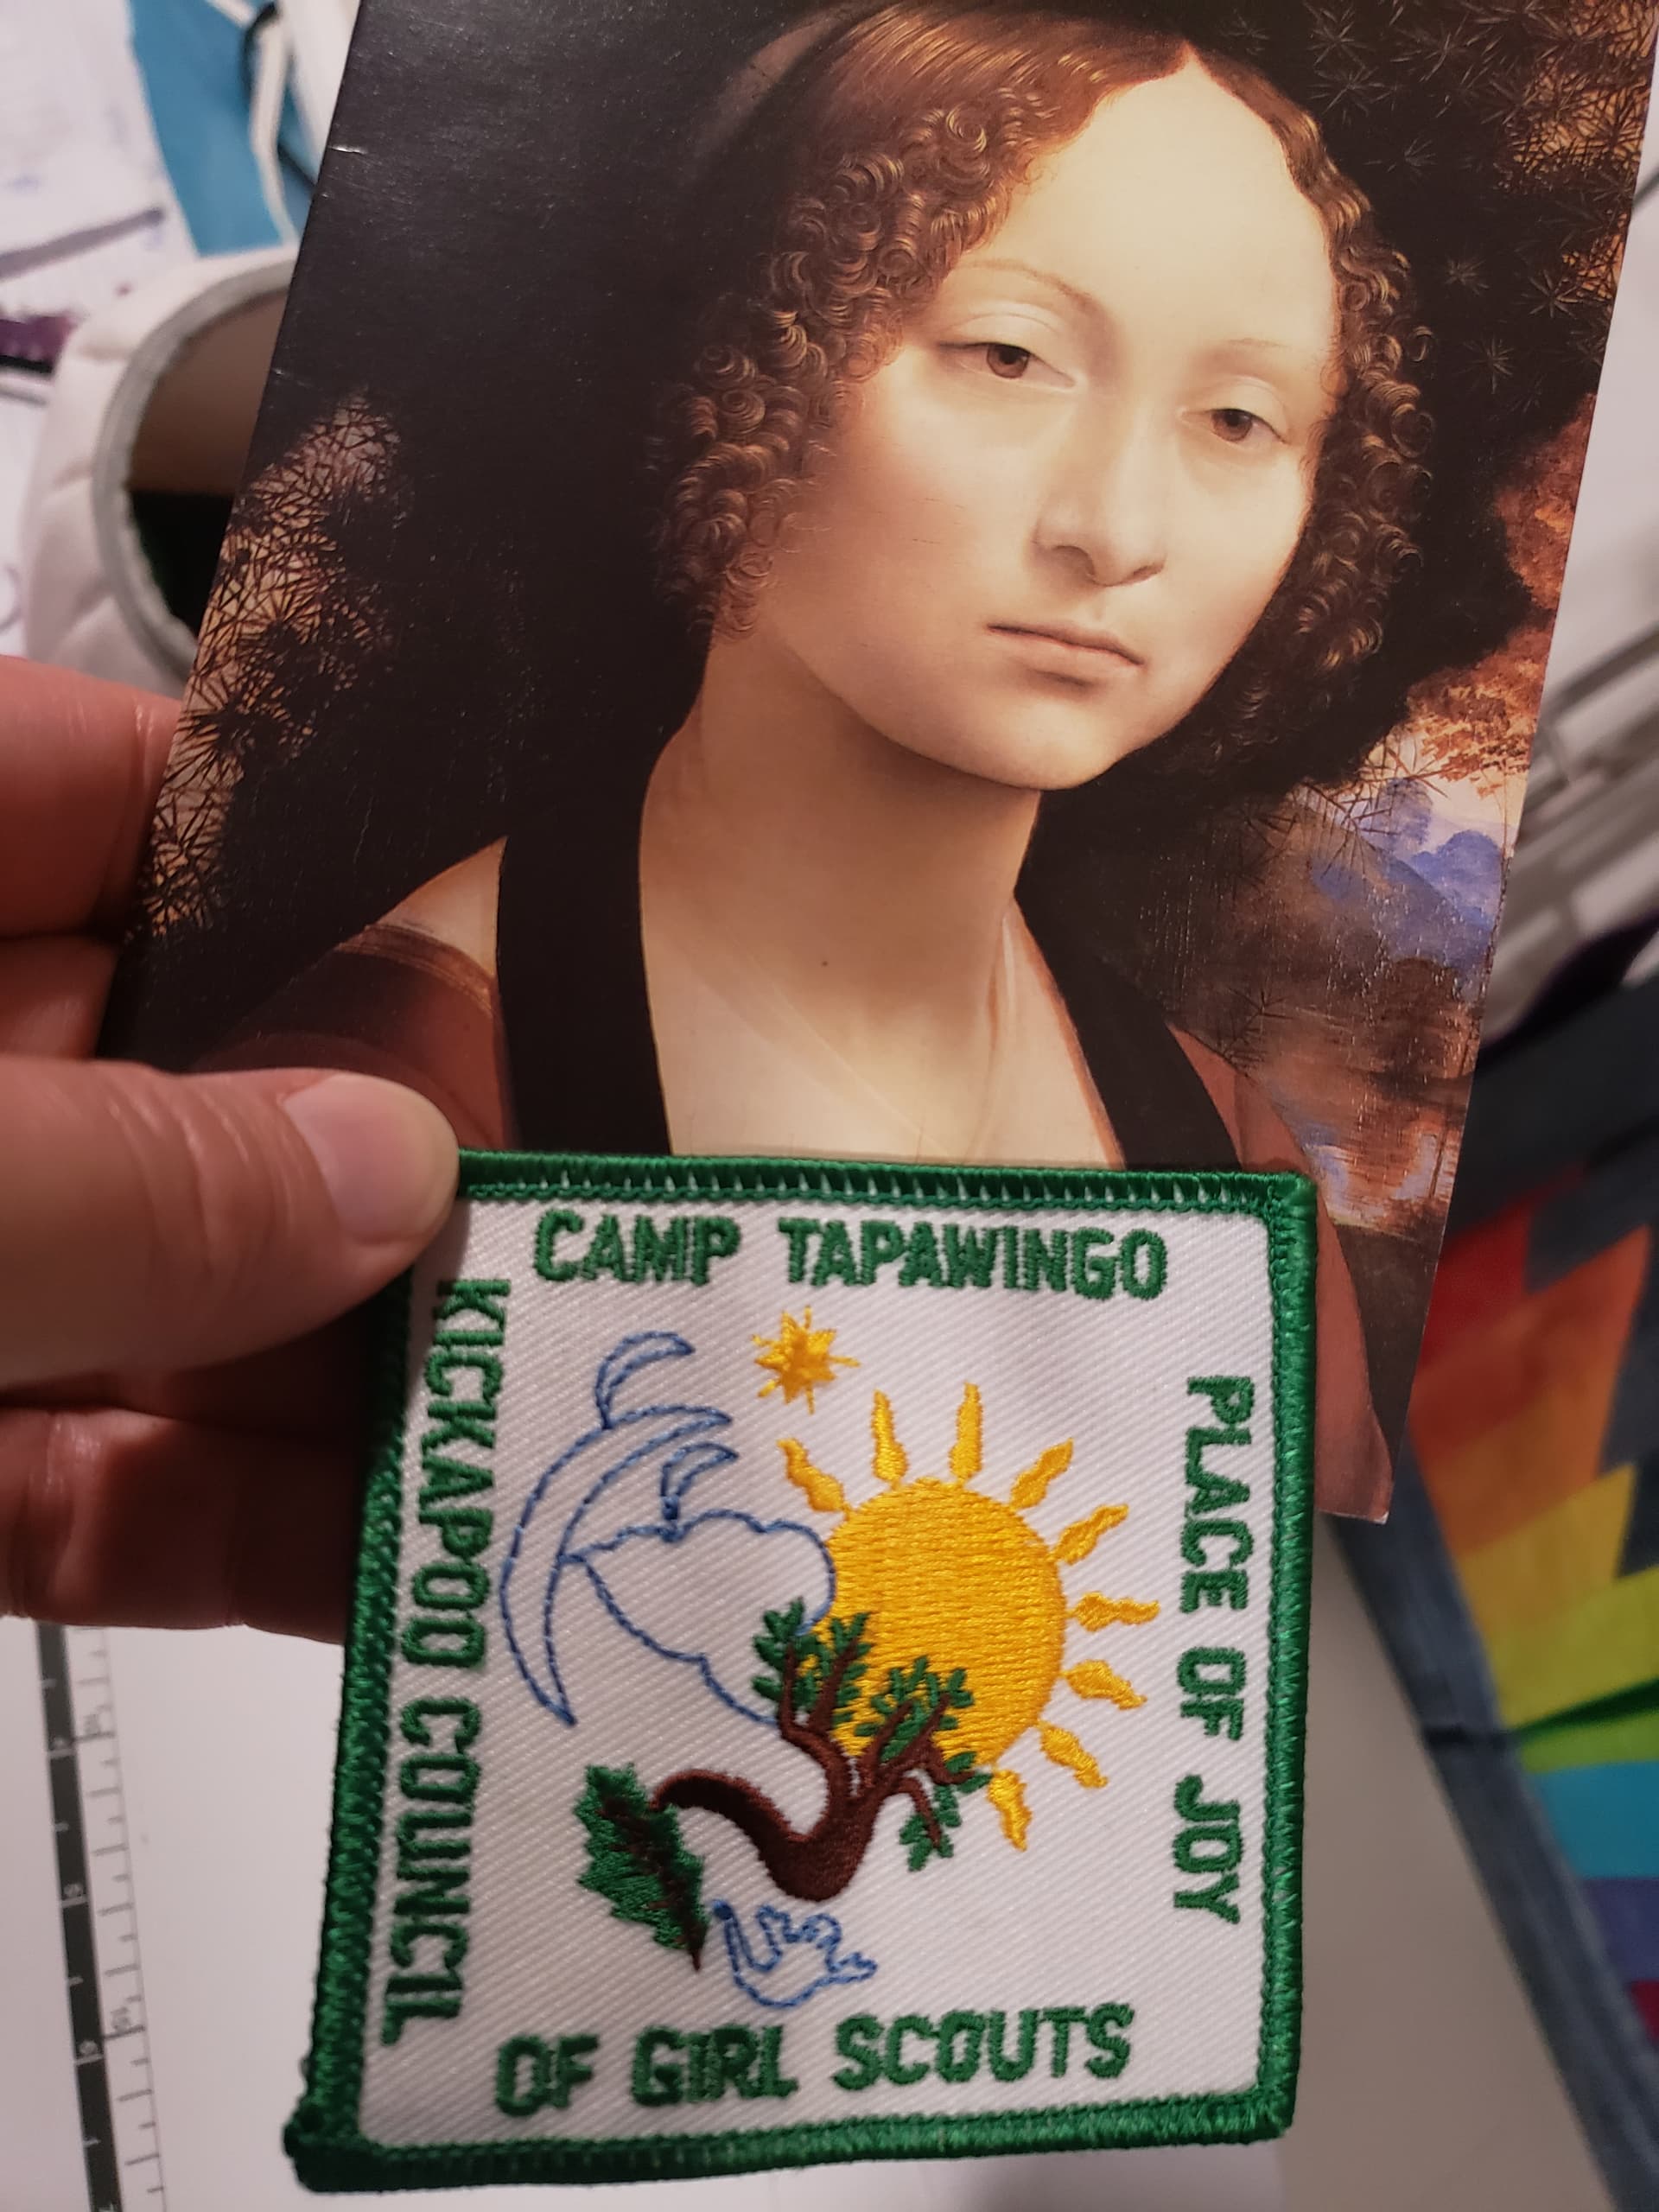 CAMP TAPAWINGO
PLACE OF JOY
KICKAPOO COUNCIL
OF GIRL SCOUTS